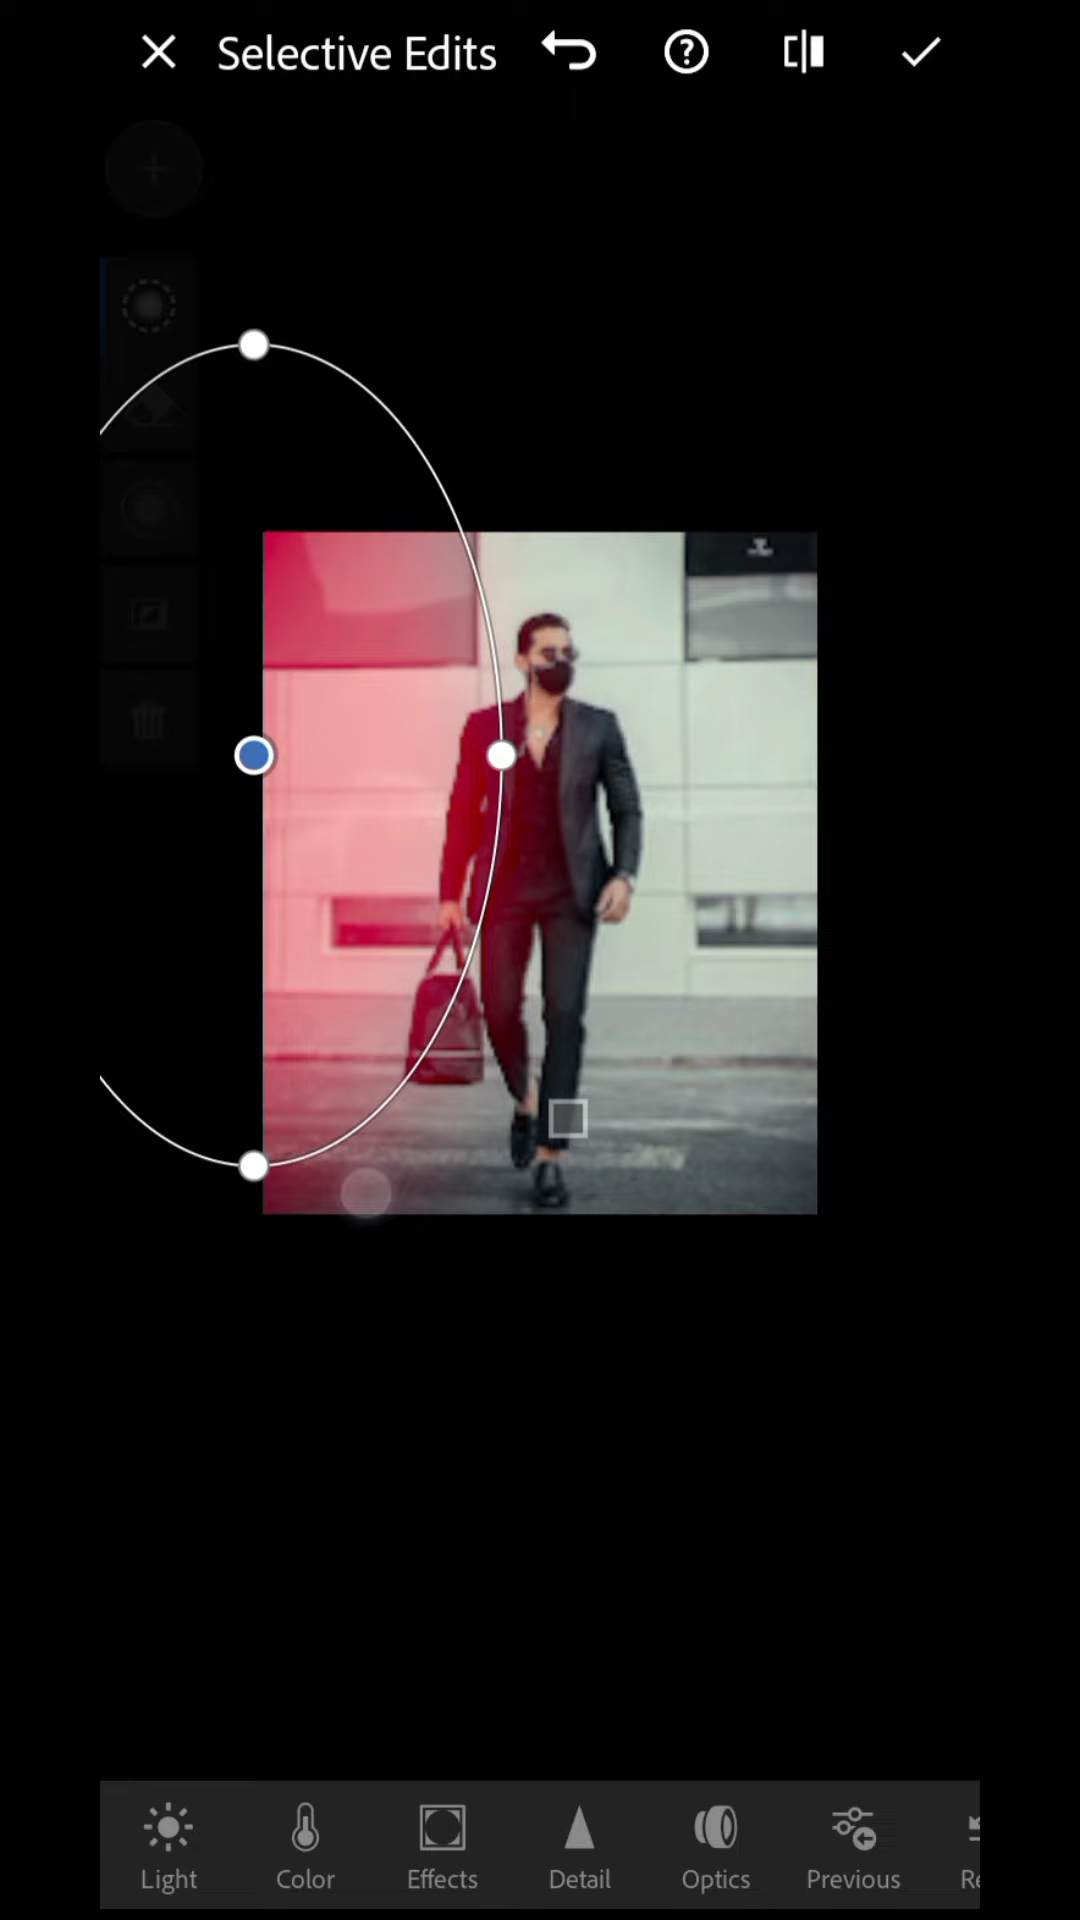 Selective Edits
Light
Color
Effects
Detail
Optics
Previous
Re